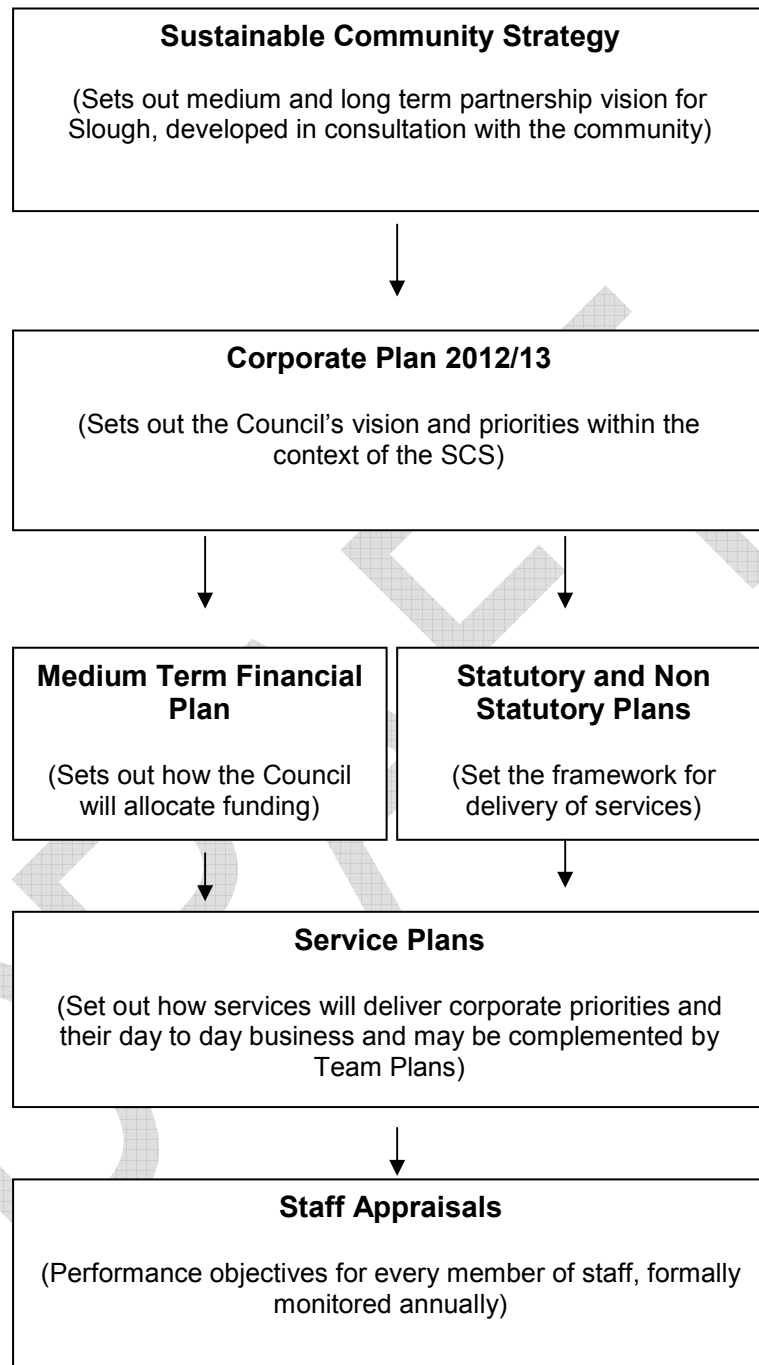 Sustainable Community Strategy
(Sets out medium and long term partnership vision for
Slough, developed in consultation with the community)
Corporate Plan 2012/13
(Sets out the Council's vision and priorities within the
context of the SCS)
Medium Term Financial
Plan
(Sets out how the Council
will allocate funding)
Statutory and Non
Statutory Plans
(Set the framework for
delivery of services)
Service Plans
(Set out how services will deliver corporate priorities and
their day to day business and may be complemented by
Team Plans)
Staff Appraisals
(Performance objectives for every member of staff, formally
monitored annually)